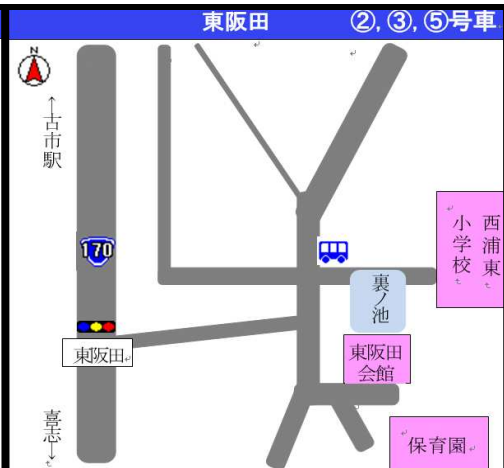 東阪田 ②, ③, ⑤号車
N
↑古市駅
170
西浦東
小学校
裏ノ池
東阪田
東阪田
会館
喜志↓
保育園